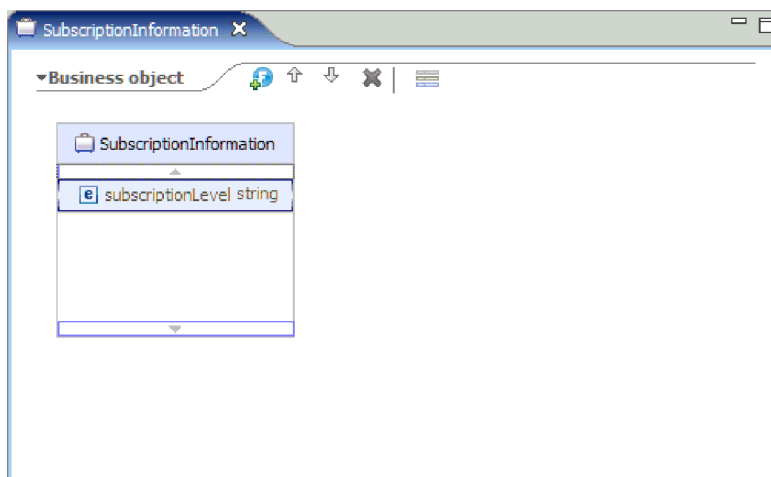 SubscriptionInformation
Business object
SubscriptionInformation
e subscriptionLevel string